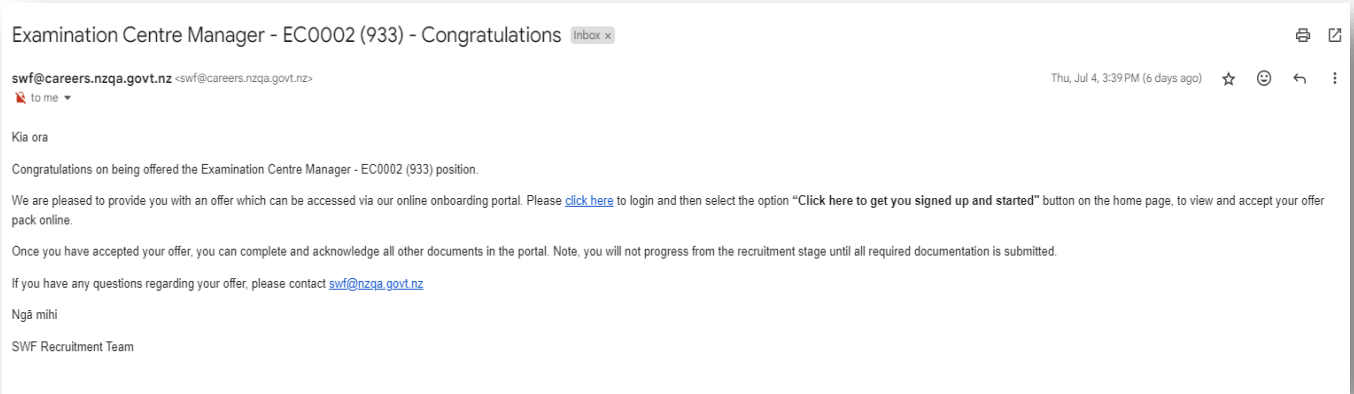 Examination Centre Manager - EC0002 (933) - Congratulations Inbox ×
swf@careers.nzqa.govt.nz <swf@careers.nzqa.govt.nz> Thu, Jul 4, 3:39 PM (6 days ago)
to me
Kia ora
Congratulations on being offered the Examination Centre Manager - EC0002 (933) position.
We are pleased to provide you with an offer which can be accessed via our online onboarding portal. Please click here to login and then select the option “Click here to get you signed up and started" button on the home page, to view and accept your offer
pack online.
Once you have accepted your offer, you can complete and acknowledge all other documents in the portal. Note, you will not progress from the recruitment stage until all required documentation is submitted.
If you have any questions regarding your offer, please contact swf@nzqa.govt.nz
Ngā mihi
SWF Recruitment Team